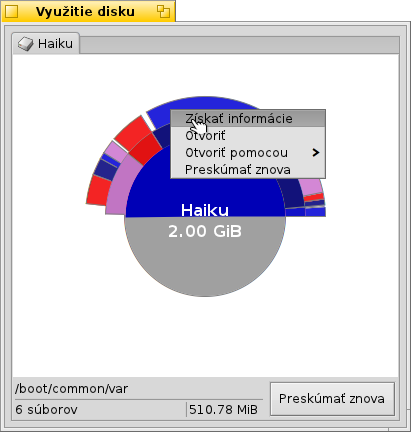 Využitie disku
Haiku
Získať informácie
Otvoriť
Otvoriť pomocou
Preskúmať znova
Haiku
2.00 GiB
/boot/common/var
6 súborov
510.78 MiB
Preskúmať znova